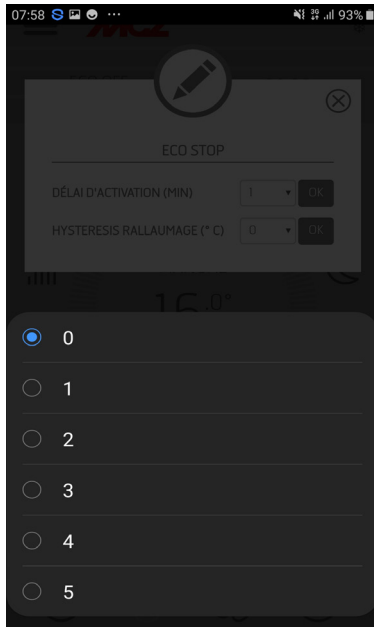 07:58 ... 3G 93%
MCZ
ECO STOP
DÉLAI D'ACTIVATION (MIN) 1 OK
HYSTERESIS RALLAUMAGE (° C) 0 OK
16.0°
0
1
2
3
4
5